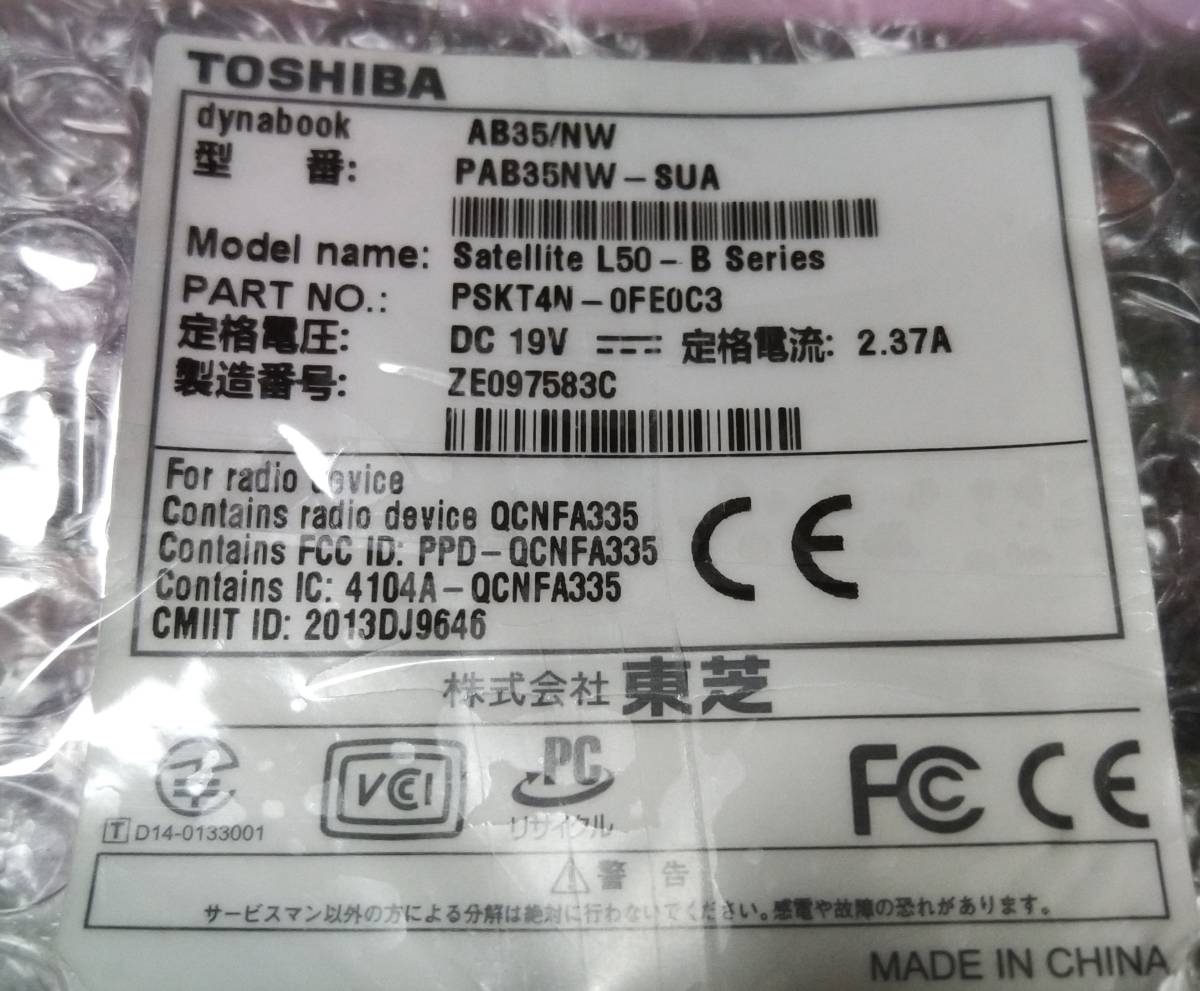 TOSHIBA
dynabook AB35/NW
型 番: PAB35NW-SUA
Model name: Satellite L50-B Series
PART NO.: PSKT4N-0FE0C3
定格電圧: DC 19V 定格電流: 2.37A
製造番号: ZE097583C
For radio device
Contains radio device QCNFA335
Contains FCC ID: PPD-QCNFA335
Contains IC: 4104A-QCNFA335
CMIIT ID: 2013DJ9646
CE
株式会社 東芝
T D14-0133001
VCCI
PC
リサイクル
FC CE
警 告
サービスマン以外の方による分解は絶対に行わないでください。感電や故障の恐れがあります。
MADE IN CHINA